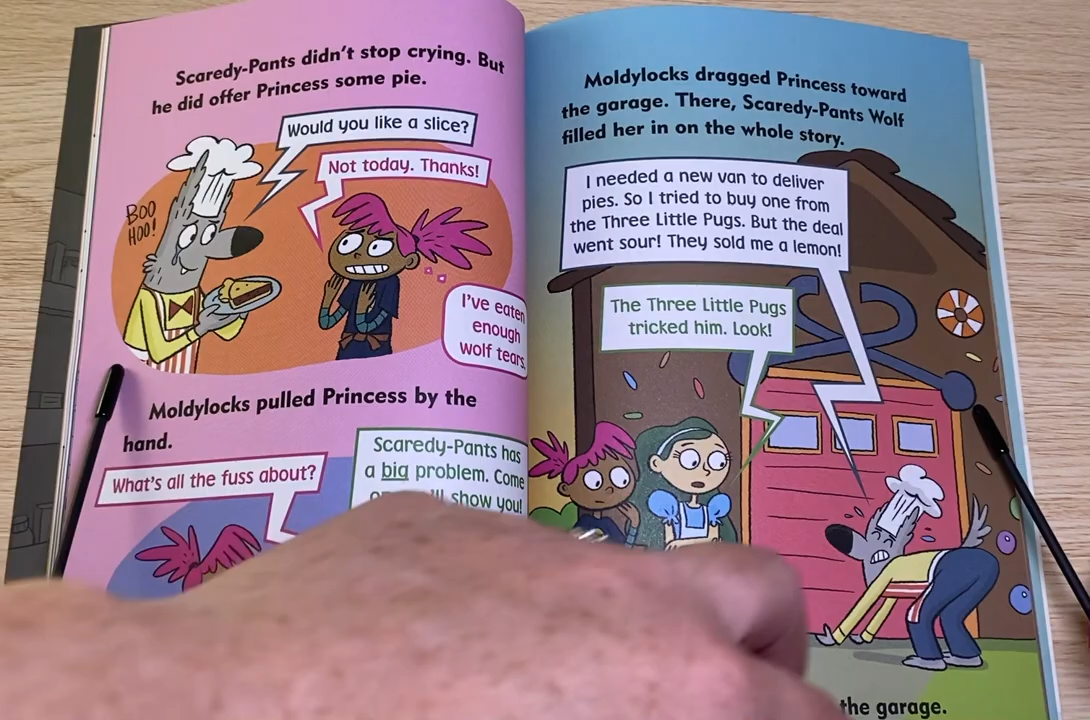 Scaredy-Pants didn't stop crying. But
he did offer Princess some pie.
Would you like a slice?
Not today. Thanks!
BOO
HOO!
I've eaten
enough
wolf tears.
Moldylocks pulled Princess by the
hand.
What's all the fuss about?
Scaredy-Pants has
a big problem. Come
show you!
Moldylocks dragged Princess toward
the garage. There, Scaredy-Pants Wolf
filled her in on the whole story.
I needed a new van to deliver
pies. So I tried to buy one from
the Three Little Pugs. But the deal
went sour! They sold me a lemon!
The Three Little Pugs
tricked him. Look!
the garage.